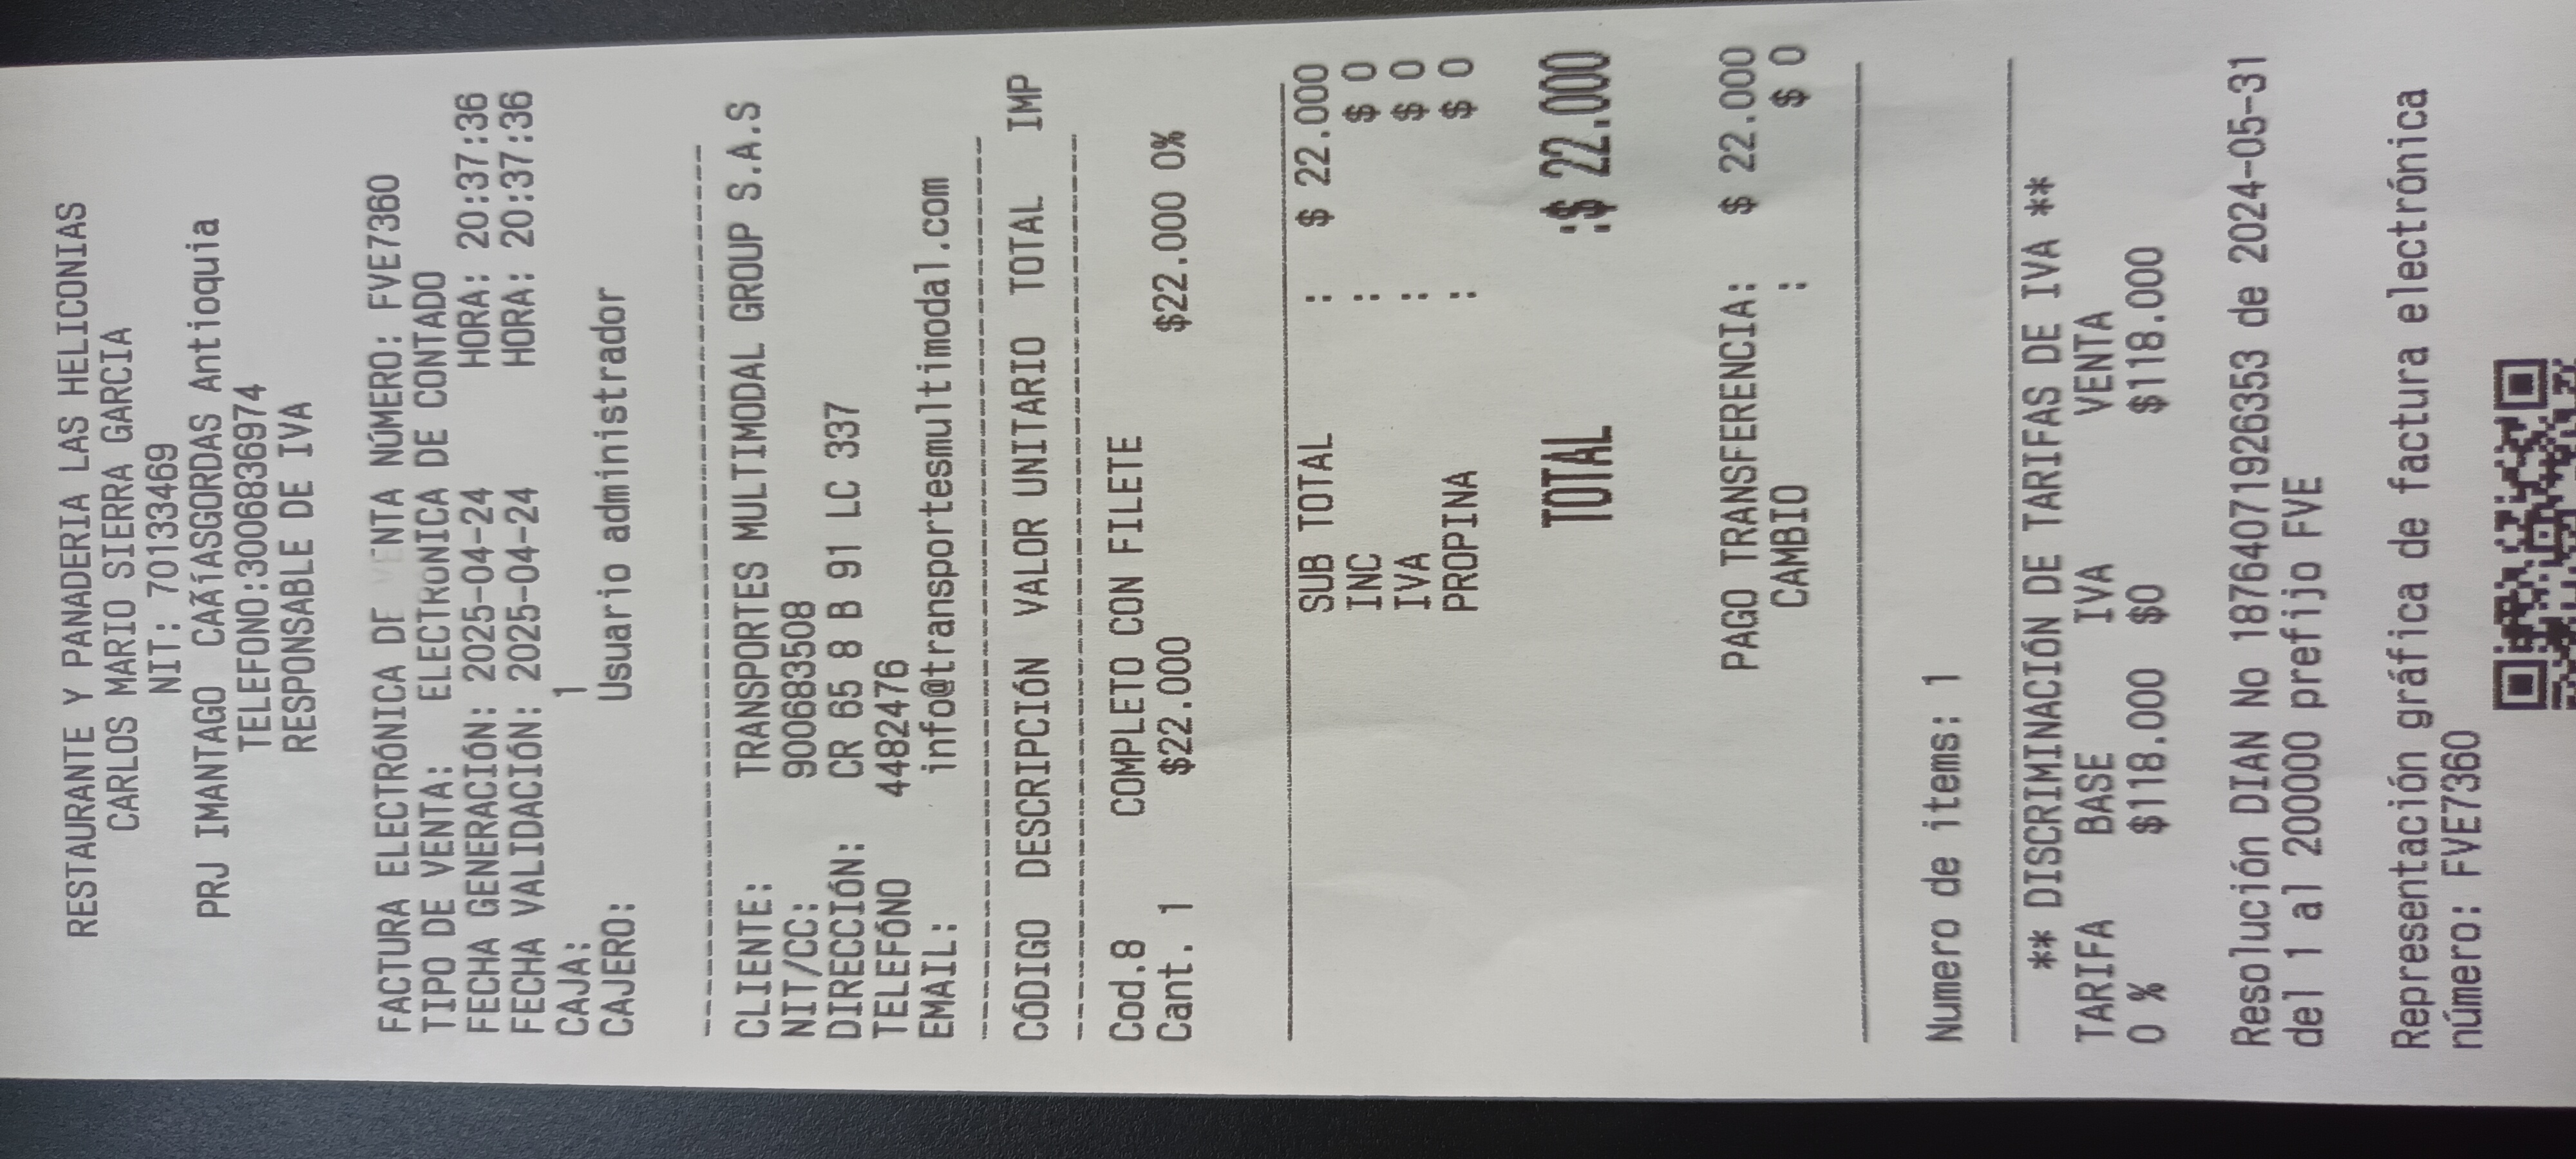 RESTAURANTE Y PANADERIA LAS HELICONIAS
CARLOS MARIO SIERRA GARCIA
NIT: 70133469
PRJ IMANTAGO CAÃÍASGORDAS Antioquia
TELEFONO:3006836974
RESPONSABLE DE IVA
FACTURA ELECTRÓNICA DE VENTA NÚMERO: FVE7360
TIPO DE VENTA: ELECTRONICA DE CONTADO
FECHA GENERACIÓN: 2025-04-24 HORA: 20:37:36
FECHA VALIDACIÓN: 2025-04-24 HORA: 20:37:36
CAJA: 1
CAJERO: Usuario administrador
CLIENTE: TRANSPORTES MULTIMODAL GROUP S.A.S
NIT/CC: 900683508
DIRECCIÓN: CR 65 8 B 91 LC 337
TELEFÓNO 4482476
EMAIL: info@transportesmultimodal.com
CÓDIGO DESCRIPCIÓN VALOR UNITARIO TOTAL IMP
Cod.8 COMPLETO CON FILETE
Cant. 1 $22.000 $22.000 0%
SUB TOTAL : $ 22.000
INC : $ 0
IVA : $ 0
PROPINA : $ 0
TOTAL :$ 22.000
PAGO TRANSFERENCIA: $ 22.000
CAMBIO : $ 0
Numero de items: 1
** DISCRIMINACIÓN DE TARIFAS DE IVA **
TARIFA BASE IVA VENTA
0 % $118.000 $0 $118.000
Resolución DIAN No 18764071926353 de 2024-05-31
del 1 al 200000 prefijo FVE
Representación gráfica de factura electrónica
número: FVE7360